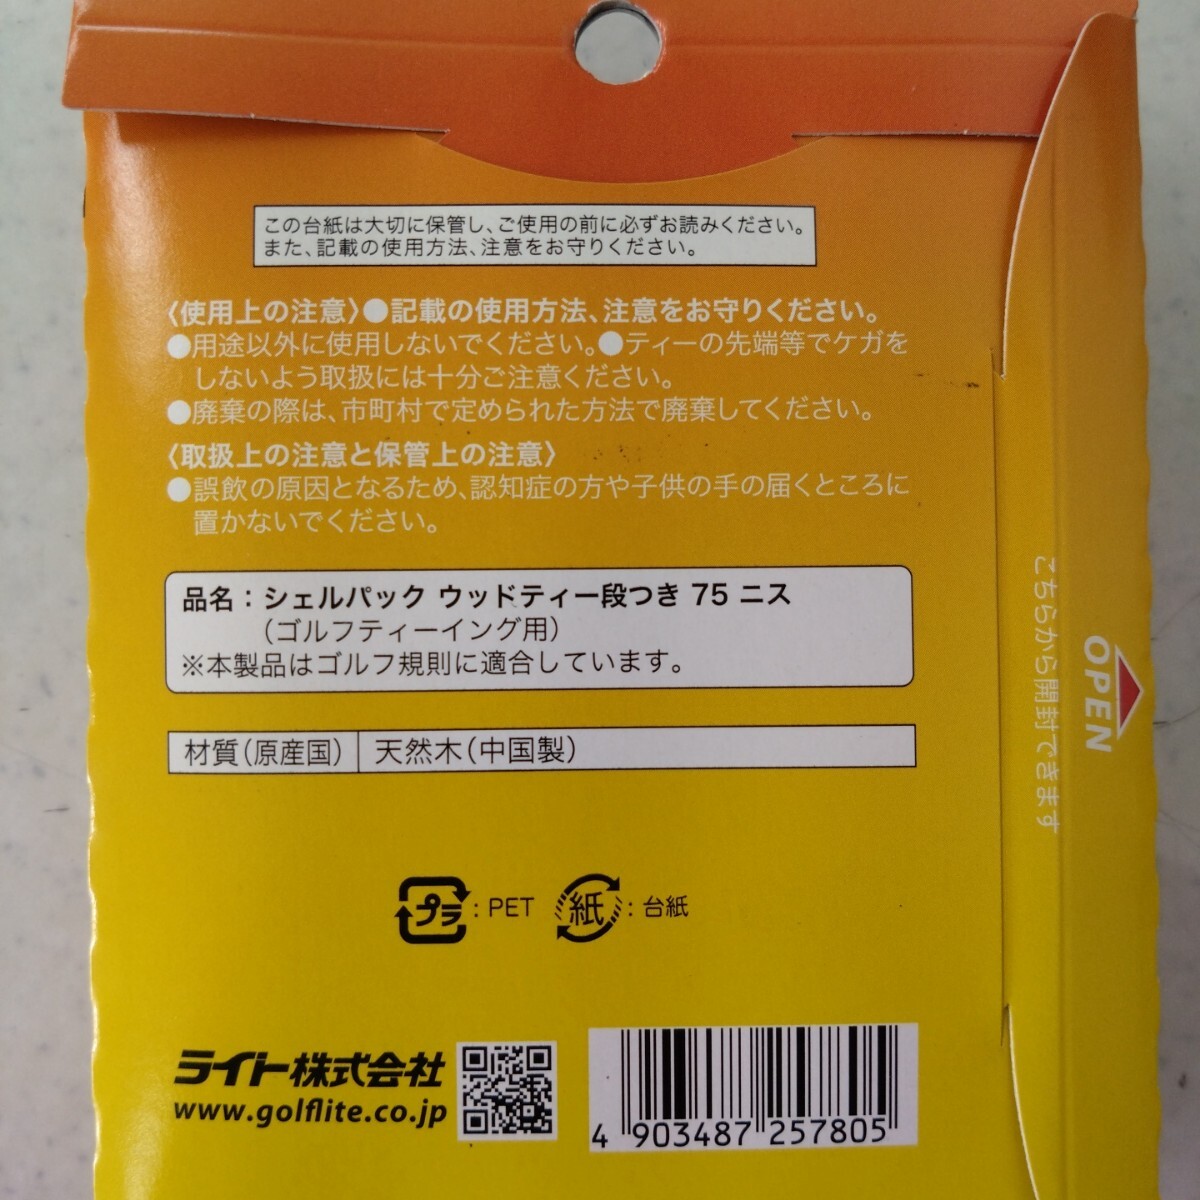 この台紙は大切に保管し、ご使用の前に必ずお読みください。
また、記載の使用方法、注意をお守りください。
〈使用上の注意〉●記載の使用方法、注意をお守りください。
●用途以外に使用しないでください。●ティーの先端等でケガを
しないよう取扱には十分ご注意ください。
●廃棄の際は、市町村で定められた方法で廃棄してください。
〈取扱上の注意と保管上の注意〉
●誤飲の原因となるため、認知症の方や子供の手の届くところに
置かないでください。
品名：シェルパック ウッドティー段つき 75 ニス
（ゴルフティーイング用）
※本製品はゴルフ規則に適合しています。
材質（原産国） 天然木（中国製）
プラ：PET 紙：台紙
ライト株式会社
www.golflite.co.jp
4 903487 257805
OPEN
こちらから開封できます